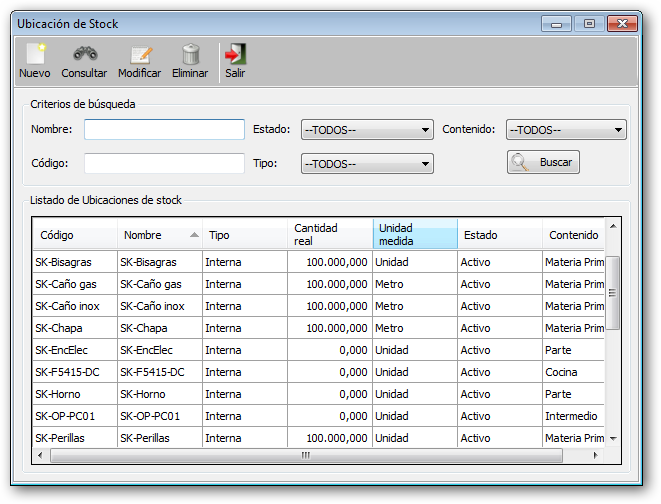 Ubicación de Stock
Nuevo Consultar Modificar Eliminar Salir
Criterios de búsqueda
Nombre: Estado: --TODOS-- Contenido: --TODOS--
Código: Tipo: --TODOS-- Buscar
Listado de Ubicaciones de stock
Código Nombre Tipo Cantidad real Unidad medida Estado Contenido
SK-Bisagras SK-Bisagras Interna 100.000,000 Unidad Activo Materia Prim
SK-Caño gas SK-Caño gas Interna 100.000,000 Metro Activo Materia Prim
SK-Caño inox SK-Caño inox Interna 100.000,000 Metro Activo Materia Prim
SK-Chapa SK-Chapa Interna 100.000,000 Metro Activo Materia Prim
SK-EncElec SK-EncElec Interna 0,000 Unidad Activo Parte
SK-F5415-DC SK-F5415-DC Interna 0,000 Unidad Activo Cocina
SK-Horno SK-Horno Interna 0,000 Unidad Activo Parte
SK-OP-PC01 SK-OP-PC01 Interna 0,000 Unidad Activo Intermedio
SK-Perillas SK-Perillas Interna 100.000,000 Unidad Activo Materia Prim